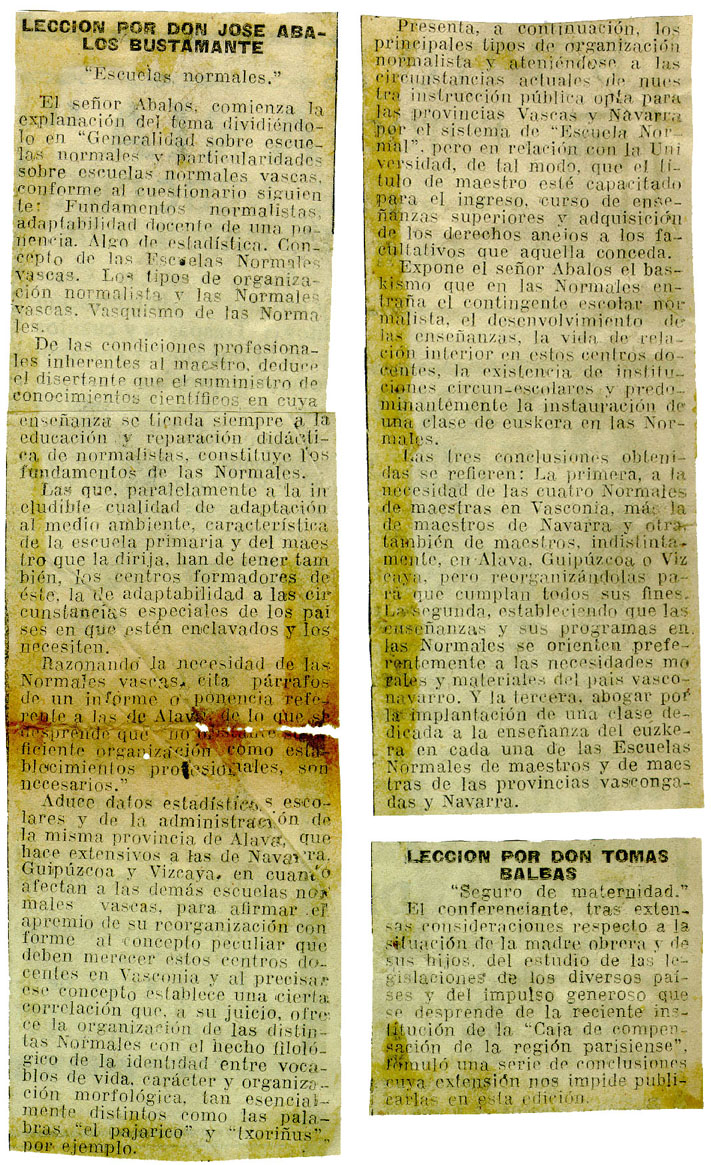 LECCION POR DON JOSE ABA-
LOS BUSTAMANTE
"Escuelas normales."
El señor Abalos, comienza la
explanación del tema dividiéndo-
lo en "Generalidad sobre escue-
las normales y particularidades
sobre escuelas normales vascas,
conforme al cuestionario siguien
te: Fundamentos normalistas,
adaptabilidad docente de una po-
nencia. Algo de estadística. Con-
cepto de las Escuelas Normales
vascas. Los tipos de organiza-
ción normalista y las Normales
vascas. Vasquismo de las Norma
les.
De las condiciones profesiona-
les inherentes al maestro, deduce
el disertante que el suministro de
conocimientos científicos en cuya
enseñanza se tienda siempre a la
educación y reparación didácti-
ca de normalistas, constituye los
fundamentos de las Normales.
Las que, paralelamente a la in
eludible cualidad de adaptación
al medio ambiente, característica
de la escuela primaria y del maes
tro que la dirija, han de tener tam
bién, los centros formadores de
éste, la de adaptabilidad a las cir
cunstancias especiales de los paí
ses en que estén enclavados y los
necesiten.
Razonando la necesidad de las
Normales vascas, cita párrafos
de un informe o ponencia refe-
rente a las de Alava, de lo que se
desprende que
ficiente organización como esta-
blecimientos profesionales, son
necesarios."
Aduce datos estadísticos esco-
lares y de la administración de
la misma provincia de Alava, que
hace extensivos a las de Navarra,
Guipúzcoa y Vizcaya, en cuanto
afectan a las demás escuelas nor
males vascas, para afirmar el
apremio de su reorganización con
forme al concepto peculiar que
deben merecer estos centros do-
centes en Vasconia y al precisar
ese concepto establece una cierta
correlación que, a su juicio, ofre-
ce la organización de las distin-
tas Normales con el hecho filoló-
gico de la identidad entre voca-
blos de vida, carácter y organiza-
ción morfológica, tan esencial-
mente distintos como las pala-
bras "el pajarico" y "txoriñus",
por ejemplo.
Presenta, a continuación, los
principales tipos de organización
normalista y ateniéndose a las
circunstancias actuales de nues
tra instrucción pública opta para
las provincias Vascas y Navarra
por el sistema de "Escuela Nor-
mal", pero en relación con la Uni
versidad, de tal modo, que el tí-
tulo de maestro esté capacitado
para el ingreso, curso de ense-
ñanzas superiores y adquisición
de los derechos anejos a los fa-
cultativos que aquella conceda.
Expone el señor Abalos el bas-
kismo que en las Normales en-
traña el contingente escolar nor
malista, el desenvolvimiento de
las enseñanzas, la vida de rela-
ción interior en estos centros do-
centes, la existencia de institu-
ciones circun-escolares y predo-
minantémente la instauración de
una clase de euskera en las Nor-
males.
Las tres conclusiones obteni-
das se refieren: La primera, a la
necesidad de las cuatro Normales
de maestras en Vasconia, más la
de maestros de Navarra y otra,
también de maestros, indistinta-
mente, en Alava, Guipúzcoa o Viz
caya, pero reorganizándolas pa-
ra que cumplan todos sus fines.
La segunda, estableciendo que las
enseñanzas y sus programas en
las Normales se orienten prefe-
rentemente a las necesidades mo
rales y materiales del país vasco-
navarro. Y la tercera, abogar por
la implantación de una clase de-
dicada a la enseñanza del euzke-
ra en cada una de las Escuelas
Normales de maestros y de maes
tras de las provincias vasconga-
das y Navarra.
LECCION POR DON TOMAS
BALBAS
"Seguro de maternidad."
El conferenciante, tras exten-
sas consideraciones respecto a la
situación de la madre obrera y de
sus hijos, del estudio de las le-
gislaciones de los diversos paí-
ses y del impulso generoso que
se desprende de la reciente ins-
titución de la "Caja de compen-
sación de la región parisiense",
fomuló una serie de conclusiones
cuya extensión nos impide publi-
carlas en esta edición.